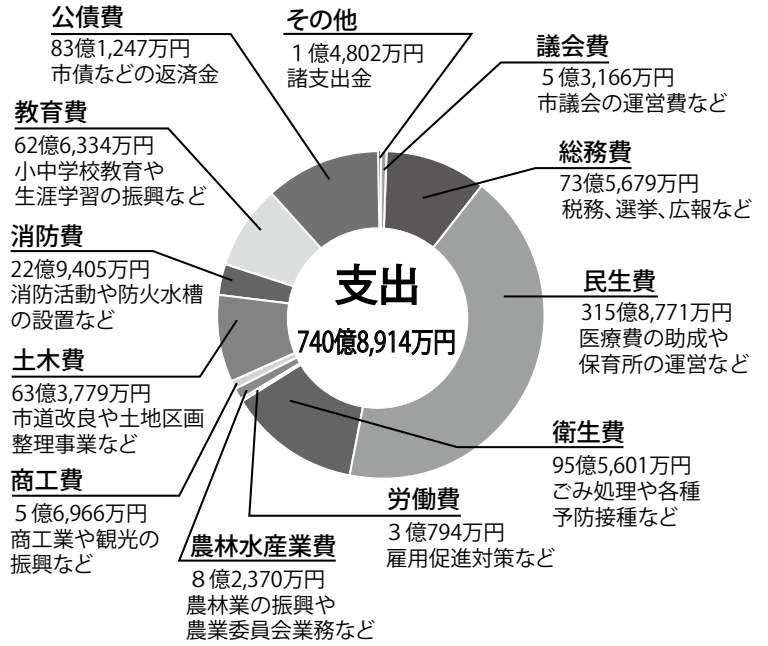 公債費
83億1,247万円
市債などの返済金
その他
1億4,802万円
諸支出金
議会費
5億3,166万円
市議会の運営費など
総務費
73億5,679万円
税務、選挙、広報など
民生費
315億8,771万円
医療費の助成や
保育所の運営など
衛生費
95億5,601万円
ごみ処理や各種
予防接種など
労働費
3億794万円
雇用促進対策など
農林水産業費
8億2,370万円
農林業の振興や
農業委員会業務など
商工費
5億6,966万円
商工業や観光の
振興など
土木費
63億3,779万円
市道改良や土地区画
整理事業など
消防費
22億9,405万円
消防活動や防火水槽
の設置など
教育費
62億6,334万円
小中学校教育や
生涯学習の振興など
支出
740億8,914万円